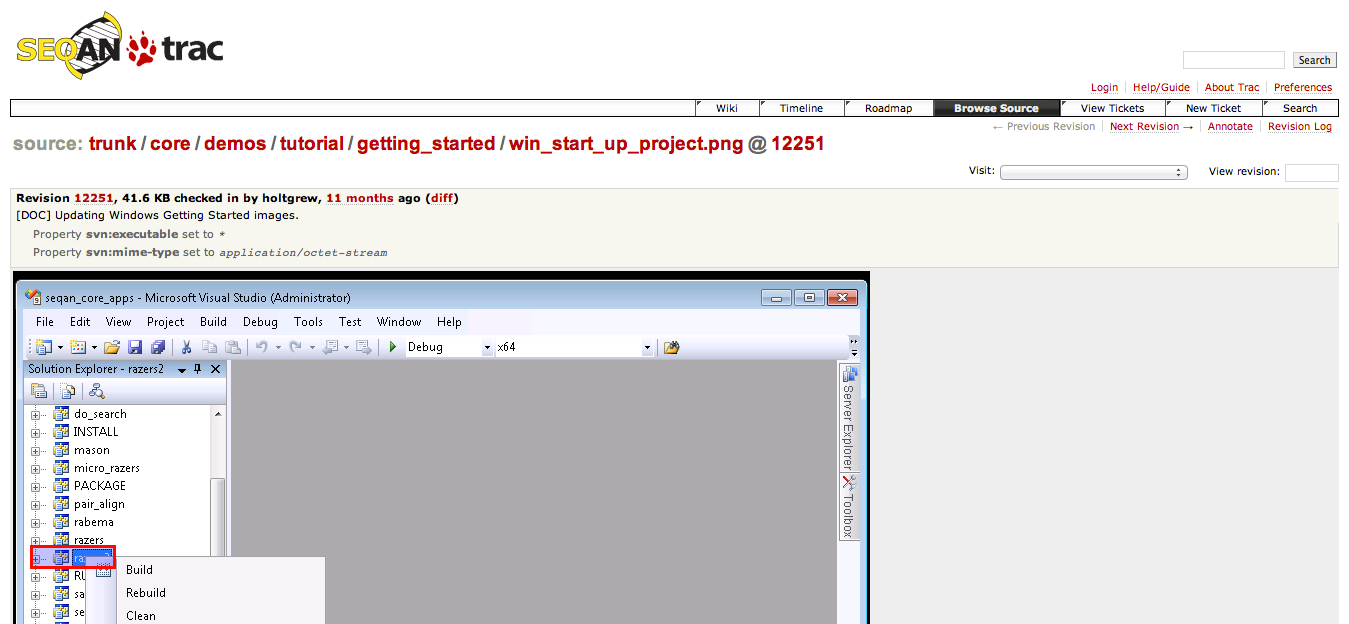 SEQAN trac
Search
Login Help/Guide About Trac Preferences
Wiki Timeline Roadmap Browse Source View Tickets New Ticket Search
← Previous Revision Next Revision → Annotate Revision Log
source: trunk / core / demos / tutorial / getting_started / win_start_up_project.png @ 12251
Visit: View revision:
Revision 12251, 41.6 KB checked in by holtgrew, 11 months ago (diff)
[DOC] Updating Windows Getting Started images.
Property svn:executable set to *
Property svn:mime-type set to application/octet-stream
seqan_core_apps - Microsoft Visual Studio (Administrator)
File Edit View Project Build Debug Tools Test Window Help
Debug x64
Solution Explorer - razers2
do_search
INSTALL
mason
micro_razers
PACKAGE
pair_align
rabema
razers
Build
Rebuild
Clean
Server Explorer
Toolbox